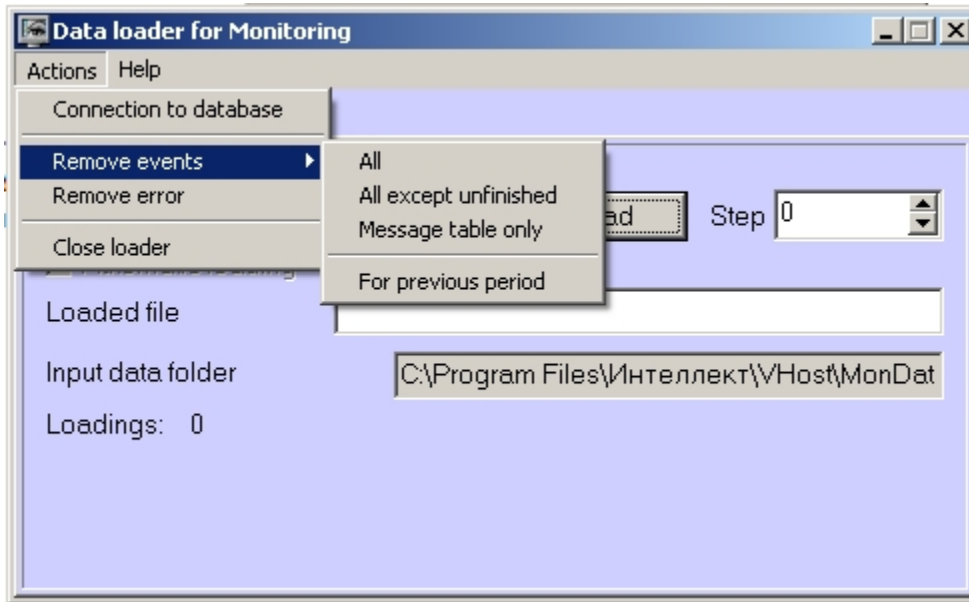 Data loader for Monitoring
Actions Help
Connection to database
Remove events
Remove error
Close loader
All
All except unfinished
Message table only
For previous period
Step 0
Loaded file
Input data folder C:\Program Files\Интеллект\VHost\MonDat
Loadings: 0